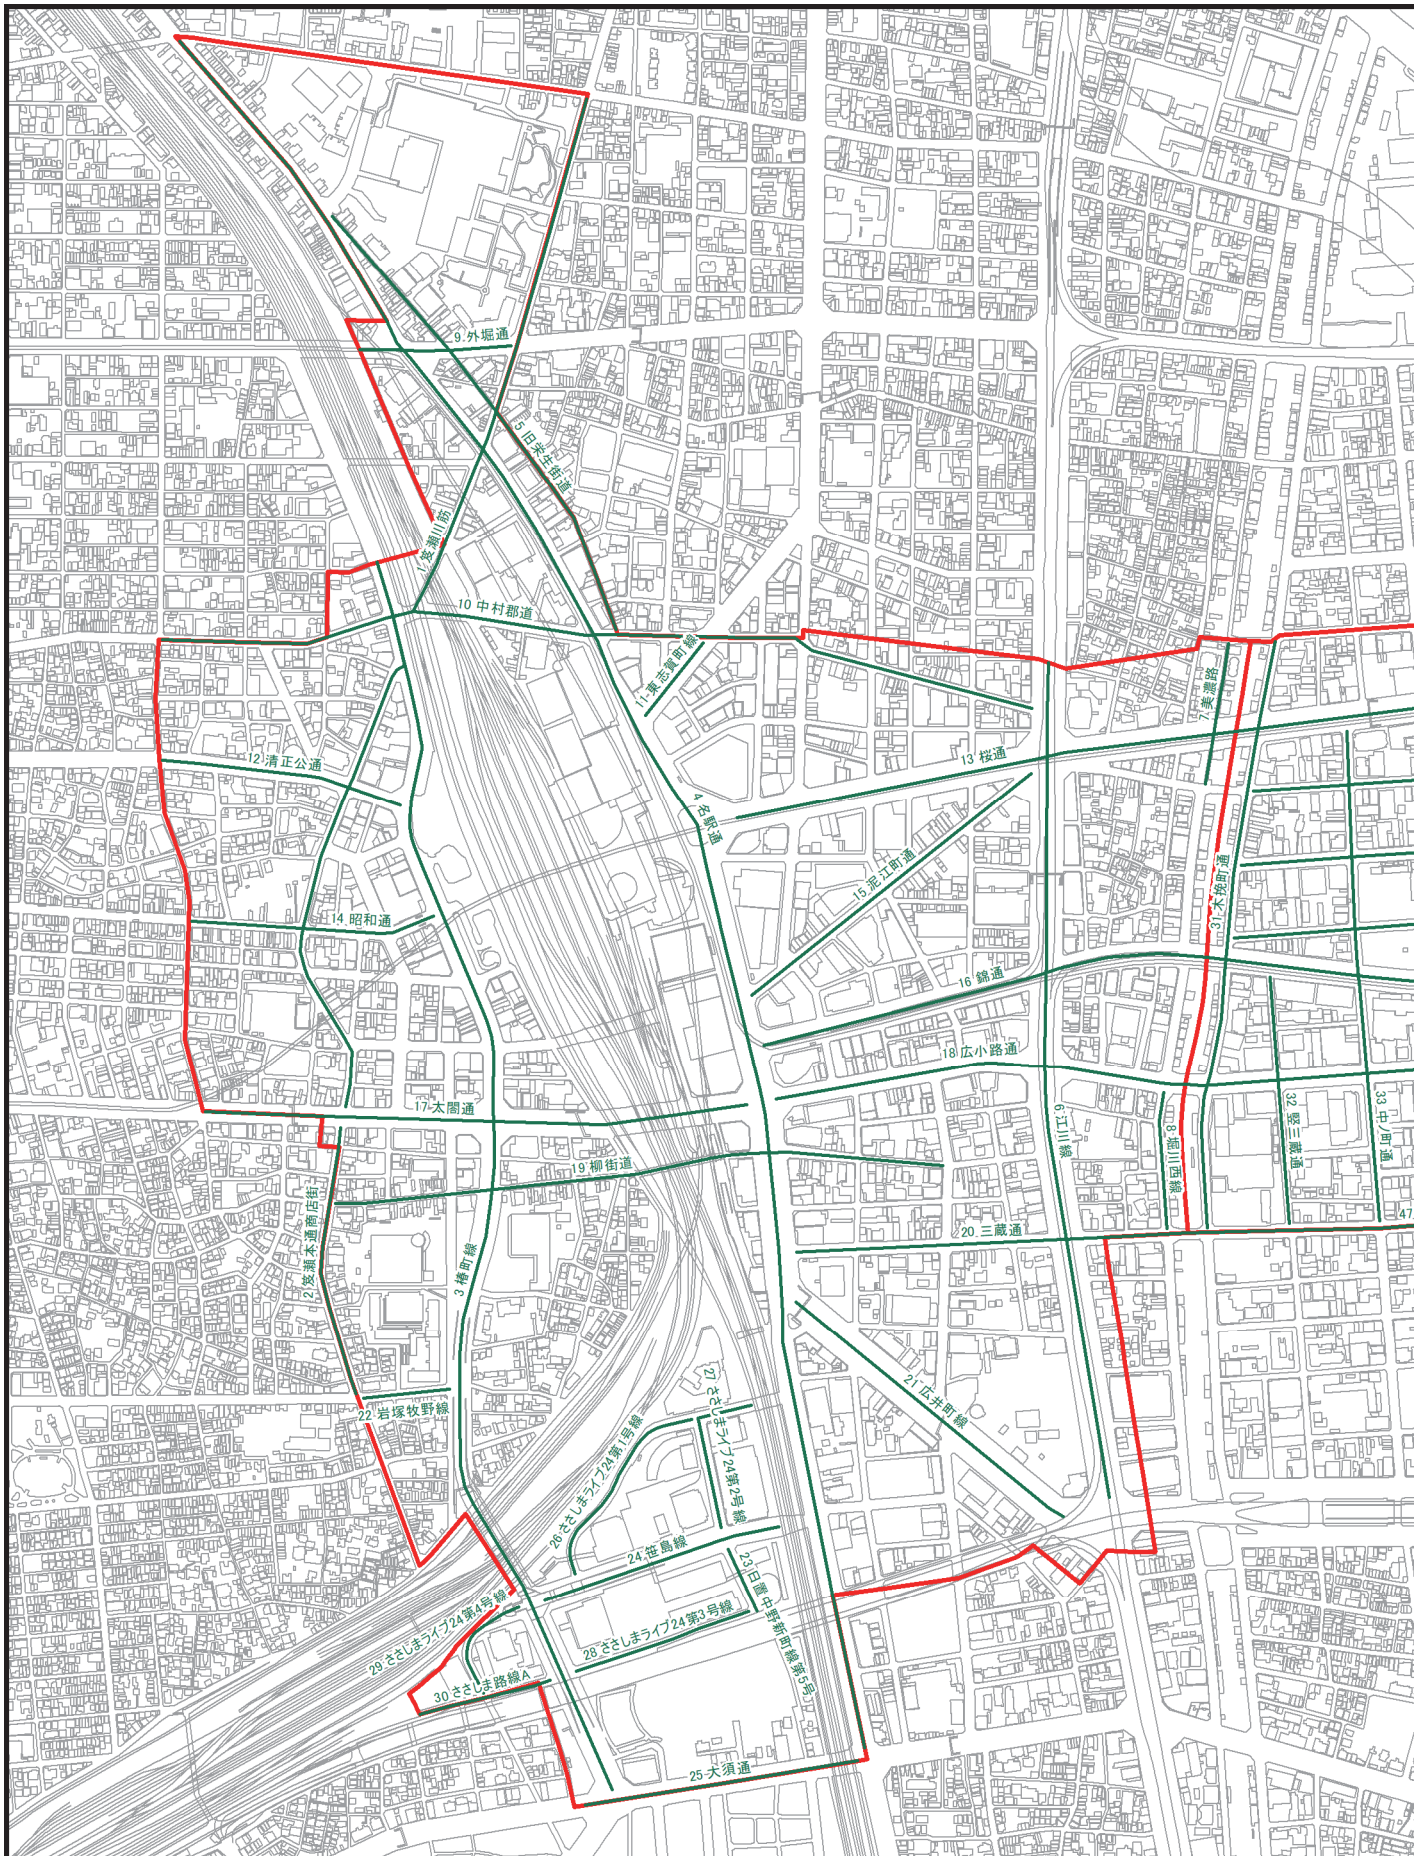 9 外堀通
5 旧栄生街道
1 笈瀬川筋
10 中村郡道
11 東志賀町線
7 美濃路
12 清正公通
13 桜通
4 名駅通
15 泥江町通
31 木挽町通
14 昭和通
16 錦通
18 広小路通
17 太閤通
6 江川線
32 竪三蔵通
33 中ノ町通
8 堀川西線
19 柳街道
2 笈瀬本通商店街
47
20 三蔵通
3 椿町線
27 ささしまライブ24第2号線
21 広井町線
22 岩塚牧野線
26 ささしまライブ24第1号線
24 笹島線
23 日置中野新町線第5号
29 ささしまライブ24第4号線
28 ささしまライブ24第3号線
30 ささしま路線A
25 大須通